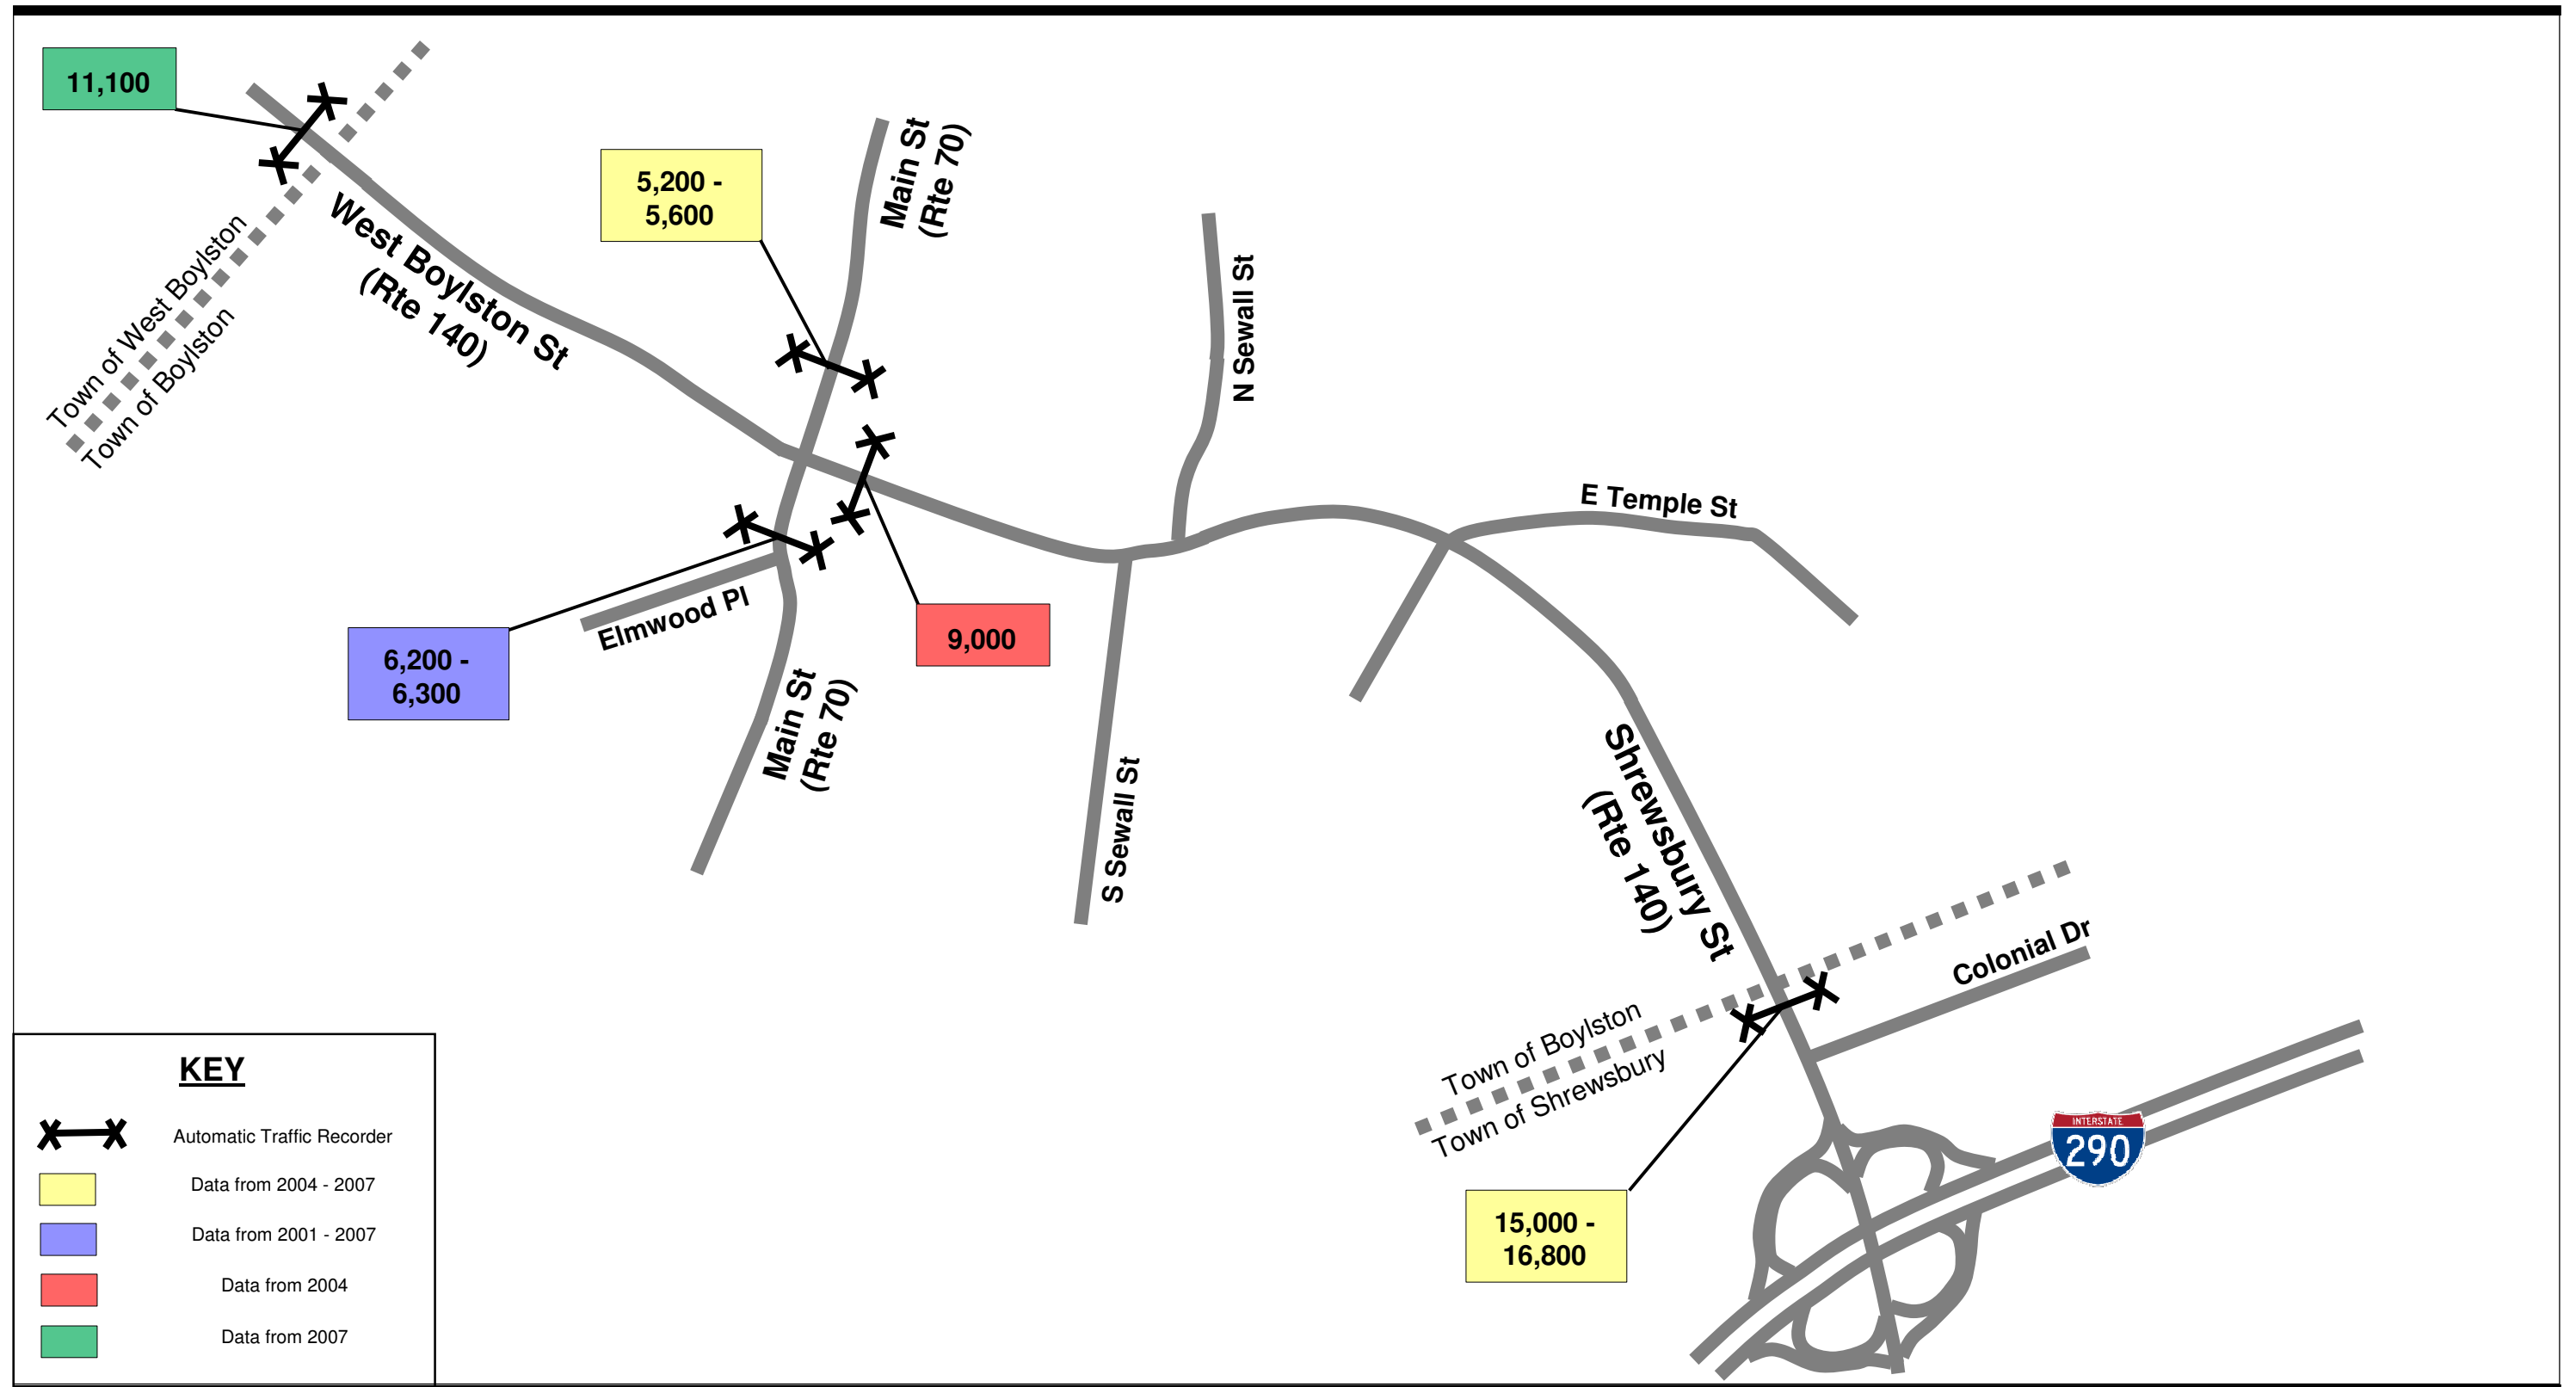 11,100
5,200 -
5,600
Main St
(Rte 70)
West Boylston St
(Rte 140)
Town of West Boylston
Town of Boylston
N Sewall St
E Temple St
Elmwood Pl
9,000
6,200 -
6,300
Main St
(Rte 70)
S Sewall St
Shrewsbury St
(Rte 140)
Colonial Dr
Town of Boylston
Town of Shrewsbury
INTERSTATE
290
15,000 -
16,800
KEY
Automatic Traffic Recorder
Data from 2004 - 2007
Data from 2001 - 2007
Data from 2004
Data from 2007